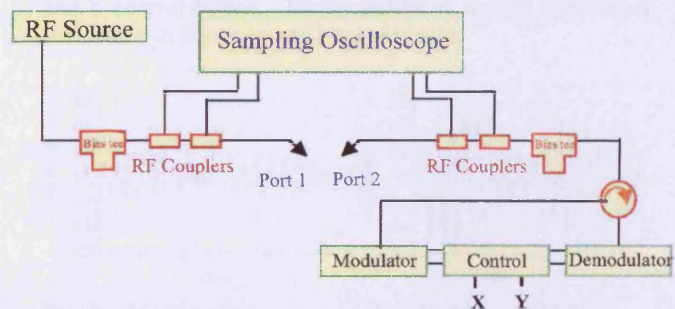 RF Source
Sampling Oscilloscope
Bias tee
RF Couplers
Port 1
Port 2
RF Couplers
Bias tee
Modulator
Control
Demodulator
X
Y